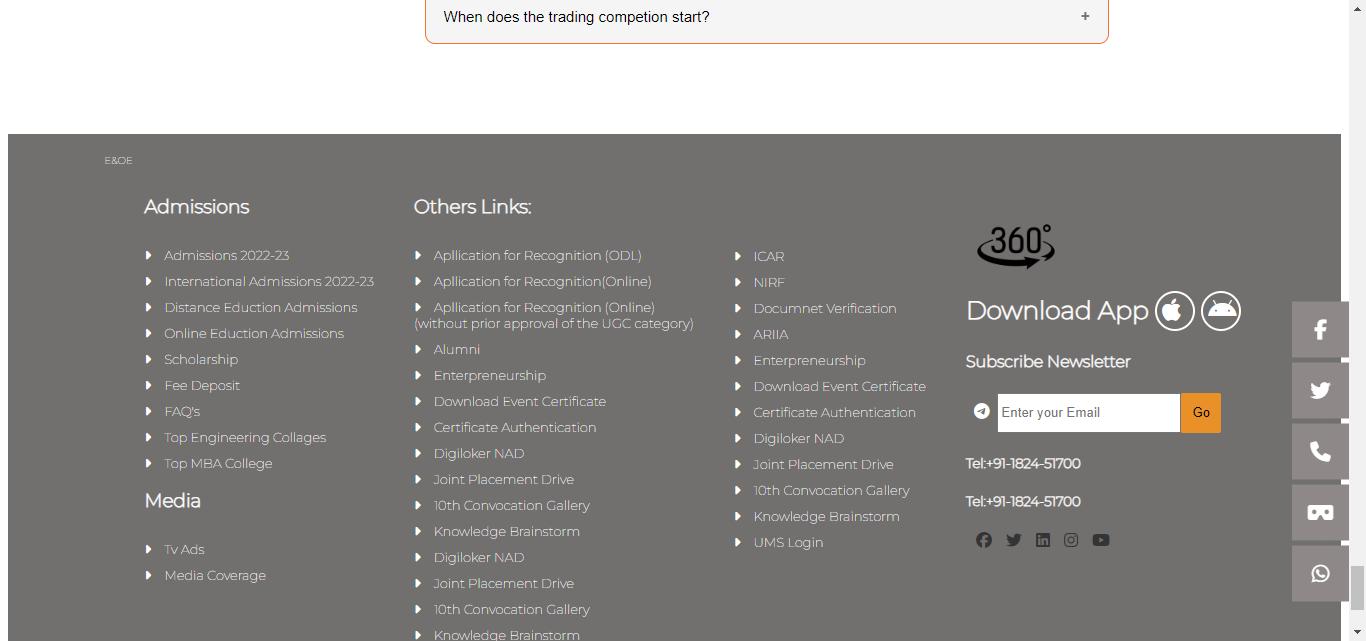 When does the trading competion start?
+
E&OE
Admissions
Admissions 2022-23
International Admissions 2022-23
Distance Eduction Admissions
Online Eduction Admissions
Scholarship
Fee Deposit
FAQ's
Top Engineering Collages
Top MBA College
Media
Tv Ads
Media Coverage
Others Links:
Apllication for Recognition (ODL)
Apllication for Recognition(Online)
Apllication for Recognition (Online)
(without prior approval of the UGC category)
Alumni
Enterpreneurship
Download Event Certificate
Certificate Authentication
Digiloker NAD
Joint Placement Drive
10th Convocation Gallery
Knowledge Brainstorm
Digiloker NAD
Joint Placement Drive
10th Convocation Gallery
Knowledge Brainstorm
ICAR
NIRF
Documnet Verification
ARIIA
Enterpreneurship
Download Event Certificate
Certificate Authentication
Digiloker NAD
Joint Placement Drive
10th Convocation Gallery
Knowledge Brainstorm
UMS Login
360°
Download App
Subscribe Newsletter
Enter your Email
Go
Tel:+91-1824-51700
Tel:+91-1824-51700